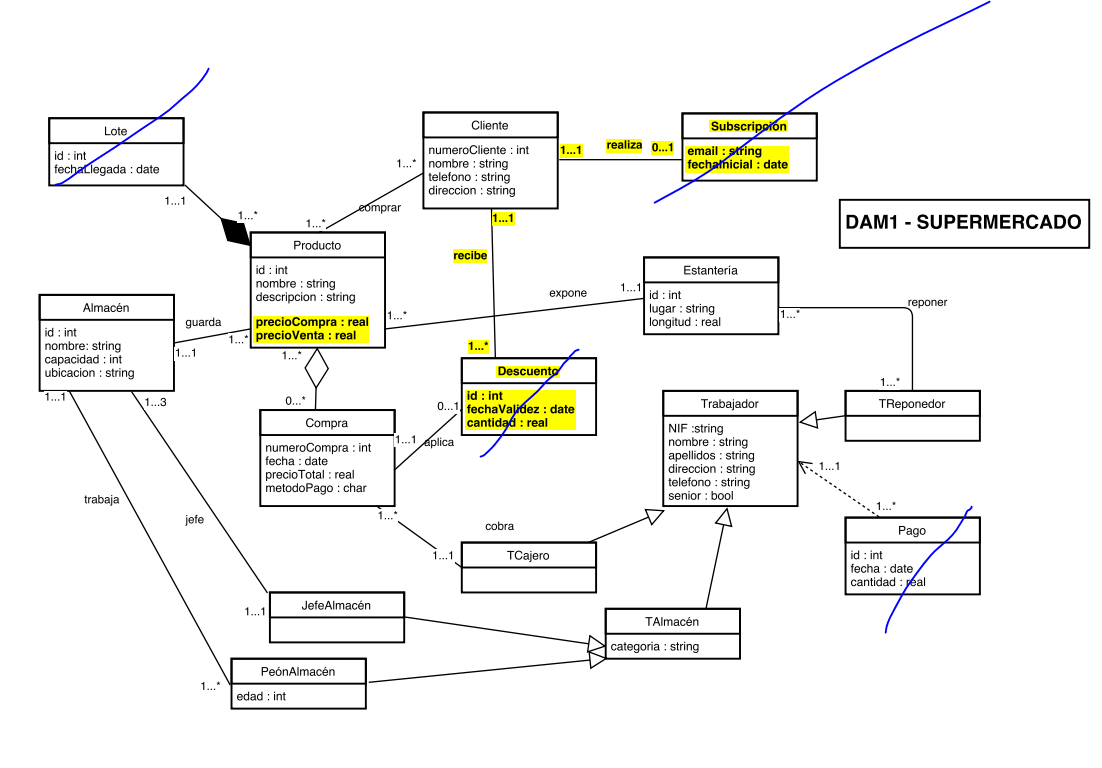 Lote
id : int
fechaLlegada : date
1...1
1...*
Cliente
numeroCliente : int
nombre : string
telefono : string
direccion : string
1...1
realiza
0...1
Subscripcion
email : string
fechaInicial : date
DAM1 - SUPERMERCADO
1...*
comprar
1...*
1...1
recibe
1...*
Producto
id : int
nombre : string
descripcion : string
precioCompra : real
precioVenta : real
Almacén
id : int
nombre: string
capacidad : int
ubicacion : string
guarda
1...1
1...*
1...*
expone
1...1
Estantería
id : int
lugar : string
longitud : real
1...*
reponer
1...*
1...*
0...*
Descuento
id : int
fechaValidez : date
cantidad : real
0...1
aplica
1...1
Compra
numeroCompra : int
fecha : date
precioTotal : real
metodoPago : char
Trabajador
NIF :string
nombre : string
apellidos : string
direccion : string
telefono : string
senior : bool
TReponedor
1...1
1...*
Pago
id : int
fecha : date
cantidad : real
1...1
1...3
trabaja
jefe
1...*
cobra
1...1
TCajero
1...1
JefeAlmacén
TAlmacén
categoria : string
1...*
PeónAlmacén
edad : int